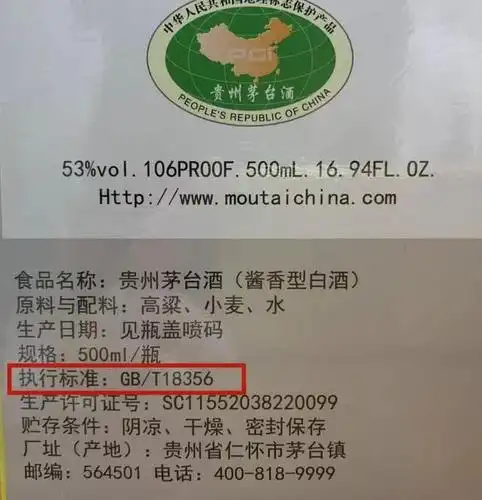 中华人民共和国地理标志保护产品
PGI
贵州茅台酒
PEOPLE'S REPUBLIC OF CHINA
53%vol.106PROOF.500mL.16.94FL.OZ.
Http://www.moutaichina.com
食品名称：贵州茅台酒（酱香型白酒）
原料与配料：高粱、小麦、水
生产日期：见瓶盖喷码
规格：500ml/瓶
执行标准：GB/T18356
生产许可证号：SC11552038220099
贮存条件：阴凉、干燥、密封保存
厂址（产地）：贵州省仁怀市茅台镇
邮编：564501 电话：400-818-9999